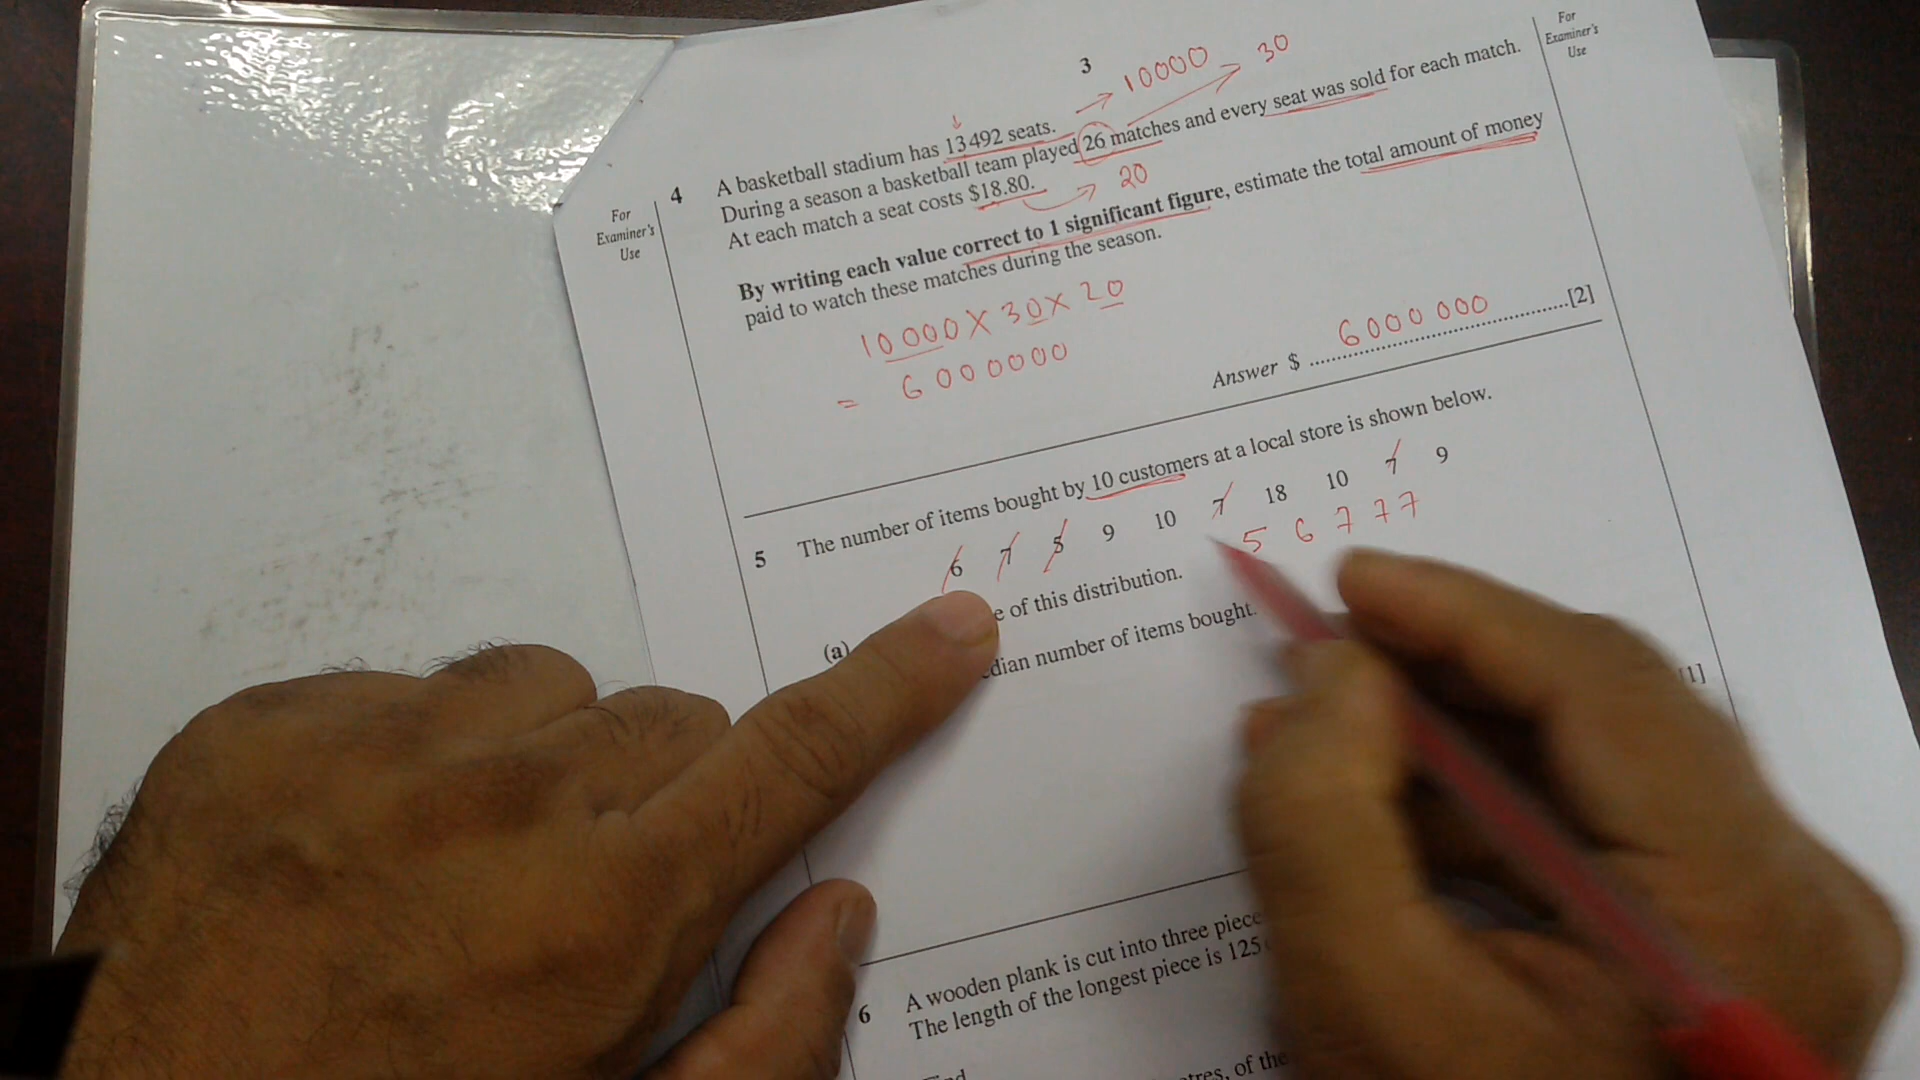 3
For
Examiner's
Use
For
Examiner's
Use
10000
30
4 A basketball stadium has 13 492 seats.
During a season a basketball team played 26 matches and every seat was sold for each match.
At each match a seat costs $18.80.
20
By writing each value correct to 1 significant figure, estimate the total amount of money
paid to watch these matches during the season.
10000 X 30 X 20
= 6000000
Answer $ 6000 000 [2]
5 The number of items bought by 10 customers at a local store is shown below.
6 7 5 9 10 7 18 10 7 9
5 6 7 7 7
(a) of this distribution.
number of items bought.
[1]
6 A wooden plank is cut into three
The length of the longest piece is 125
of the